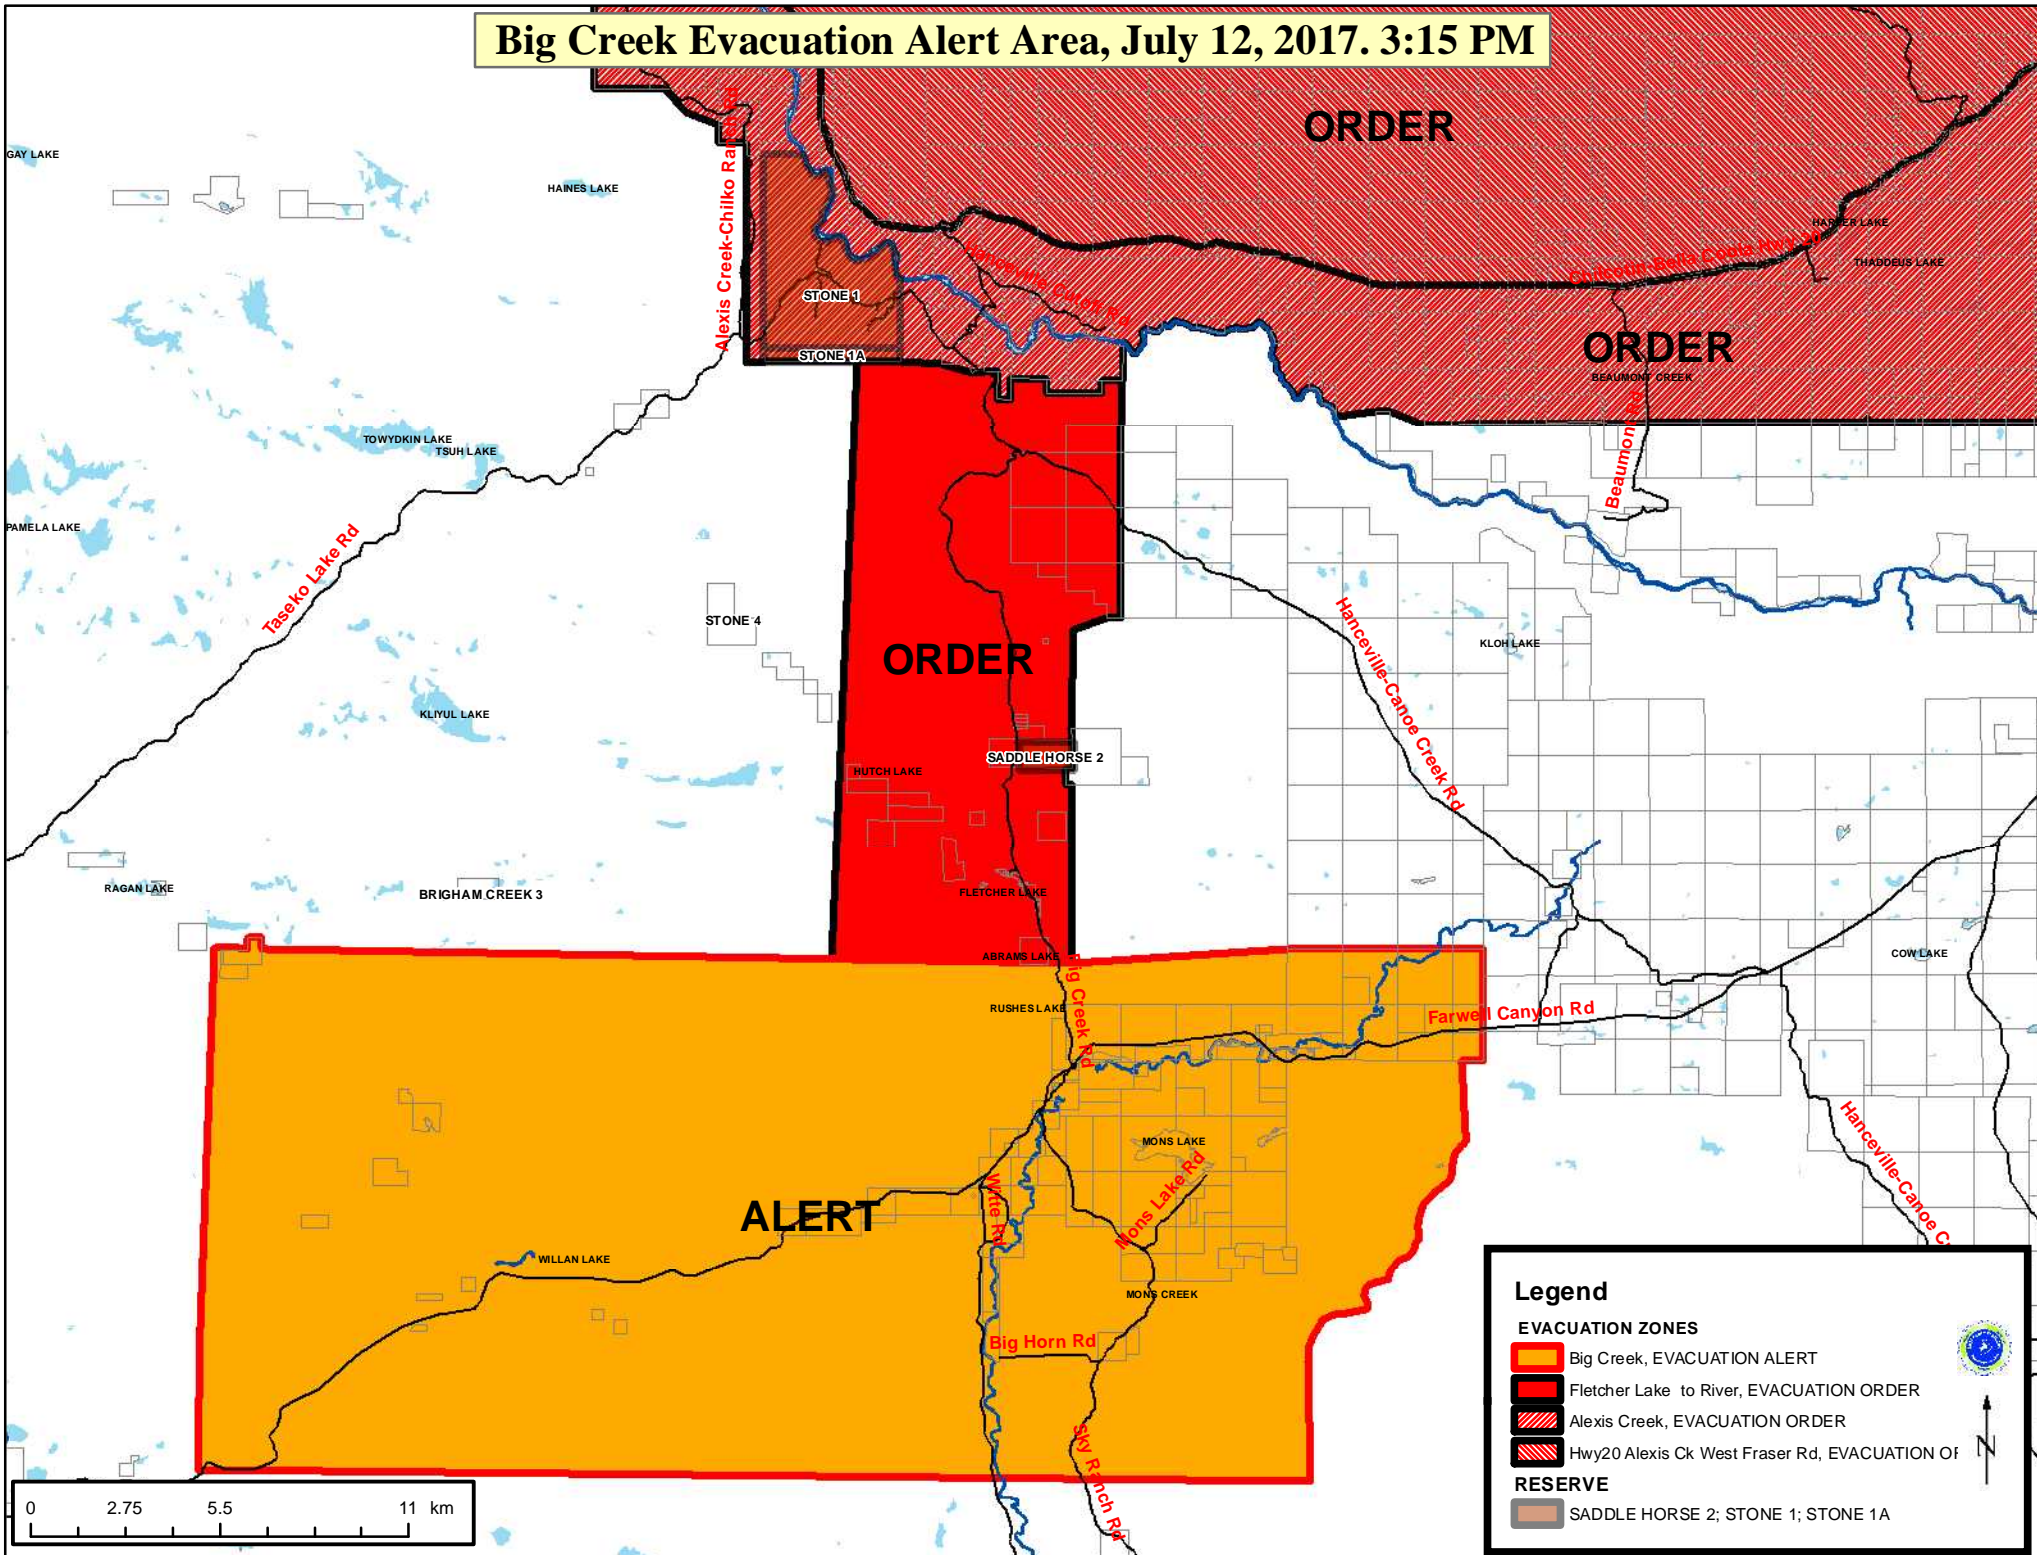 Big Creek Evacuation Alert Area, July 12, 2017. 3:15 PM
ORDER
GAY LAKE
HAINES LAKE
Alexis Creek-Chilko Ranch Rd
HARPER LAKE
Chilcotin-Bella Coola Hwy 20
THADDEUS LAKE
Hanceville Cutoff Rd
STONE 1
STONE 1A
ORDER
BEAUMONT CREEK
Beaumont Rd
TOWYDKIN LAKE
TSUH LAKE
PAMELA LAKE
Taseko Lake Rd
STONE 4
ORDER
Hanceville-Canoe Creek Rd
KLOH LAKE
KLIYUL LAKE
SADDLE HORSE 2
HUTCH LAKE
RAGAN LAKE
BRIGHAM CREEK 3
FLETCHER LAKE
ABRAMS LAKE
COW LAKE
Big Creek Rd
RUSHES LAKE
Farwell Canyon Rd
MONS LAKE
Mons Lake Rd
Hanceville-Canoe C
Witte Rd
ALERT
WILLAN LAKE
MONS CREEK
Big Horn Rd
Sky Ranch Rd
Legend
EVACUATION ZONES
Big Creek, EVACUATION ALERT
Fletcher Lake to River, EVACUATION ORDER
Alexis Creek, EVACUATION ORDER
Hwy20 Alexis Ck West Fraser Rd, EVACUATION OR
RESERVE
SADDLE HORSE 2; STONE 1; STONE 1A
N
0 2.75 5.5 11 km